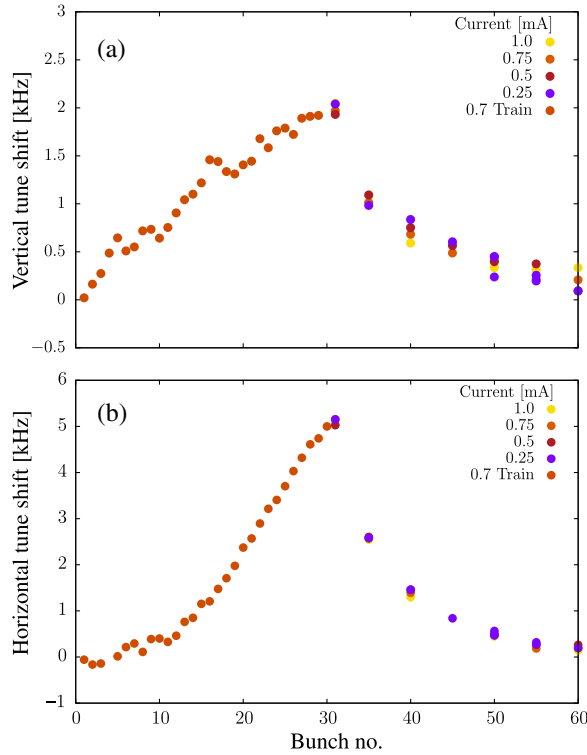 3
2.5
2
1.5
1
0.5
0
−0.5
Vertical tune shift [kHz]
(a)
Current [mA]
1.0
0.75
0.5
0.25
0.7 Train
6
5
4
3
2
1
0
−1
Horizontal tune shift [kHz]
(b)
Current [mA]
1.0
0.75
0.5
0.25
0.7 Train
0 10 20 30 40 50 60
Bunch no.